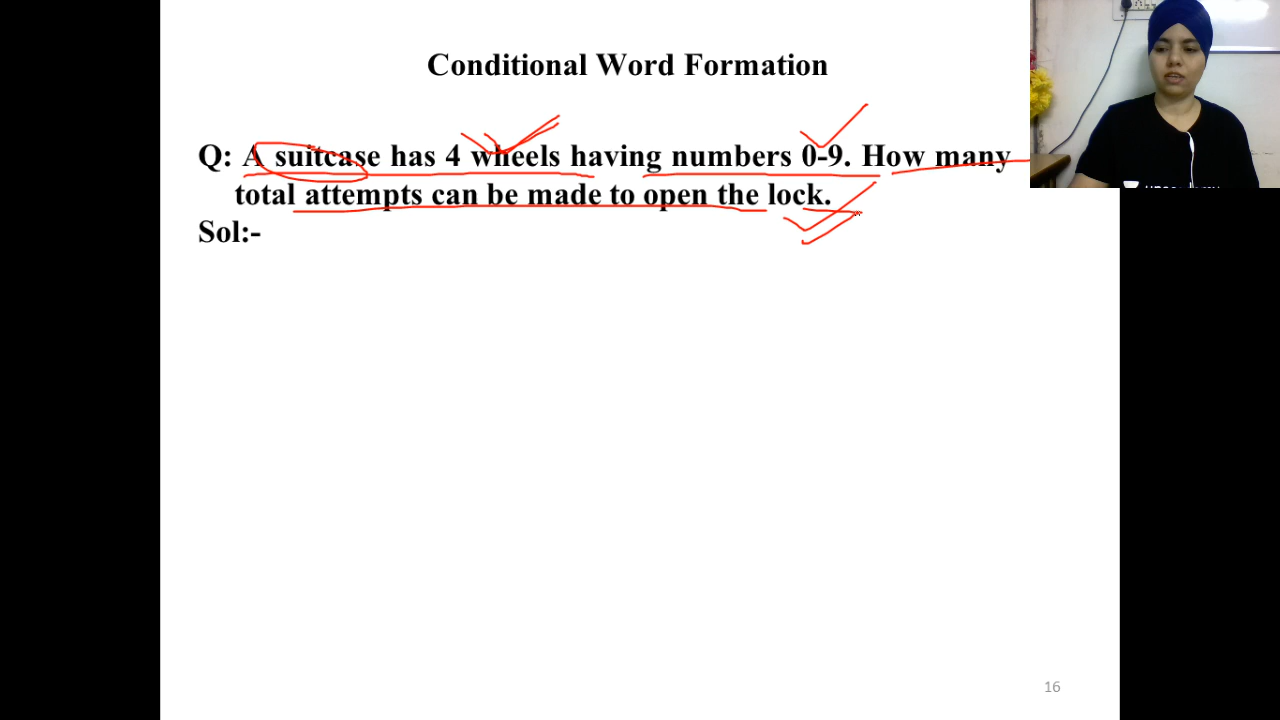 Conditional Word Formation
Q: A suitcase has 4 wheels having numbers 0-9. How many
total attempts can be made to open the lock.
Sol:-
16